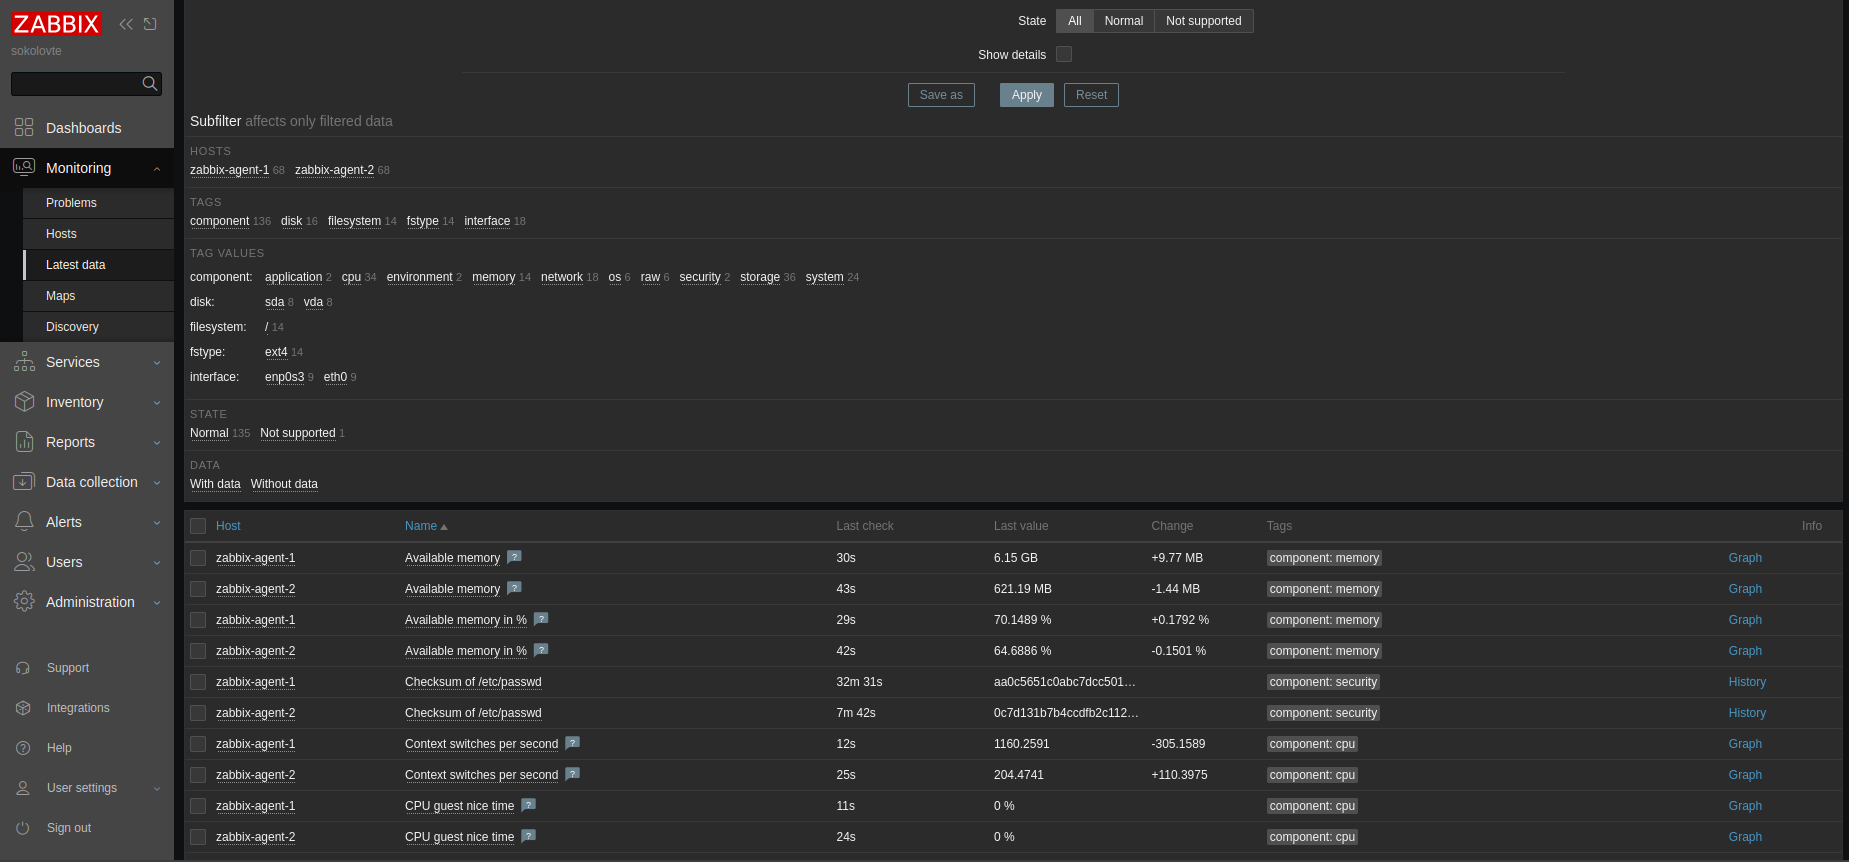 ZABBIX
sokolovte
Dashboards
Monitoring
Problems
Hosts
Latest data
Maps
Discovery
Services
Inventory
Reports
Data collection
Alerts
Users
Administration
Support
Integrations
Help
User settings
Sign out
State All Normal Not supported
Show details
Save as Apply Reset
Subfilter affects only filtered data
HOSTS
zabbix-agent-1 68 zabbix-agent-2 68
TAGS
component 136 disk 16 filesystem 14 fstype 14 interface 18
TAG VALUES
component: application 2 cpu 34 environment 2 memory 14 network 18 os 6 raw 6 security 2 storage 36 system 24
disk: sda 8 vda 8
filesystem: / 14
fstype: ext4 14
interface: enp0s3 9 eth0 9
STATE
Normal 135 Not supported 1
DATA
With data Without data
Host Name Last check Last value Change Tags Info
zabbix-agent-1 Available memory ? 30s 6.15 GB +9.77 MB component: memory Graph
zabbix-agent-2 Available memory ? 43s 621.19 MB -1.44 MB component: memory Graph
zabbix-agent-1 Available memory in % ? 29s 70.1489 % +0.1792 % component: memory Graph
zabbix-agent-2 Available memory in % ? 42s 64.6886 % -0.1501 % component: memory Graph
zabbix-agent-1 Checksum of /etc/passwd 32m 31s aa0c5651c0abc7dcc501… component: security History
zabbix-agent-2 Checksum of /etc/passwd 7m 42s 0c7d131b7b4ccdfb2c112… component: security History
zabbix-agent-1 Context switches per second ? 12s 1160.2591 -305.1589 component: cpu Graph
zabbix-agent-2 Context switches per second ? 25s 204.4741 +110.3975 component: cpu Graph
zabbix-agent-1 CPU guest nice time ? 11s 0 % component: cpu Graph
zabbix-agent-2 CPU guest nice time ? 24s 0 % component: cpu Graph